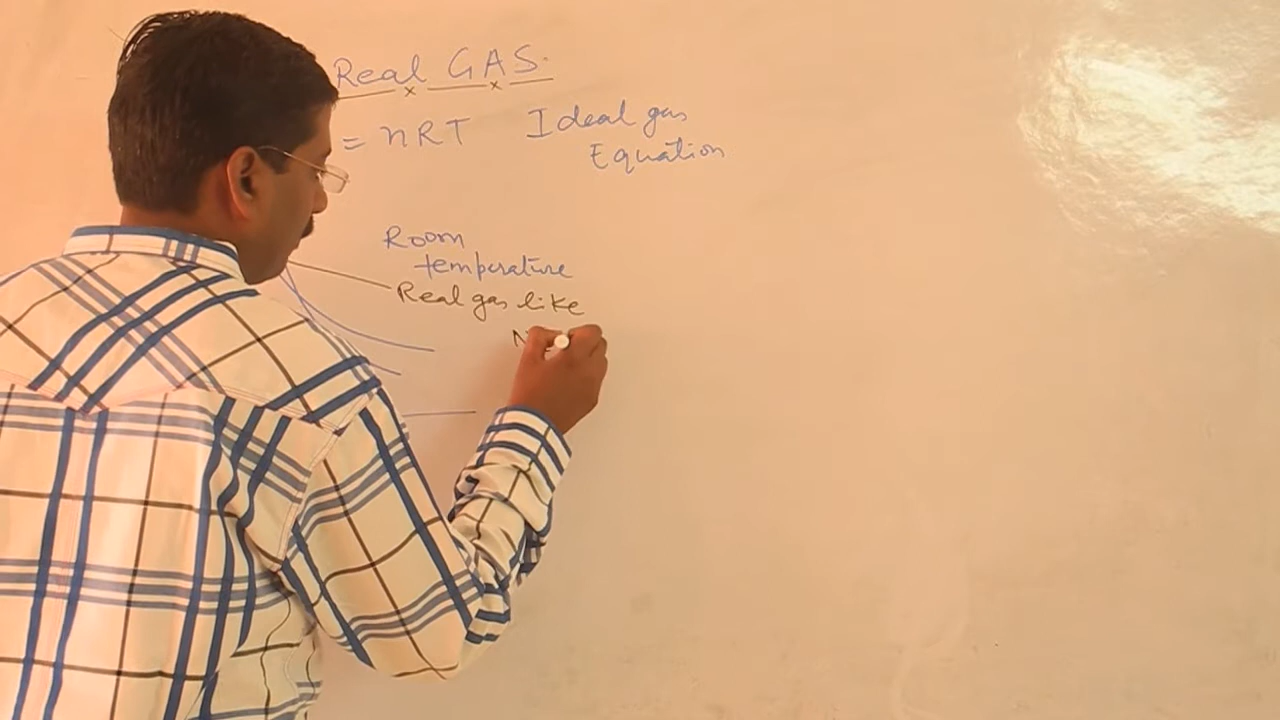 Real GAS.
= nRT Ideal gas
Equation
Room
temperature
Real gas like
N